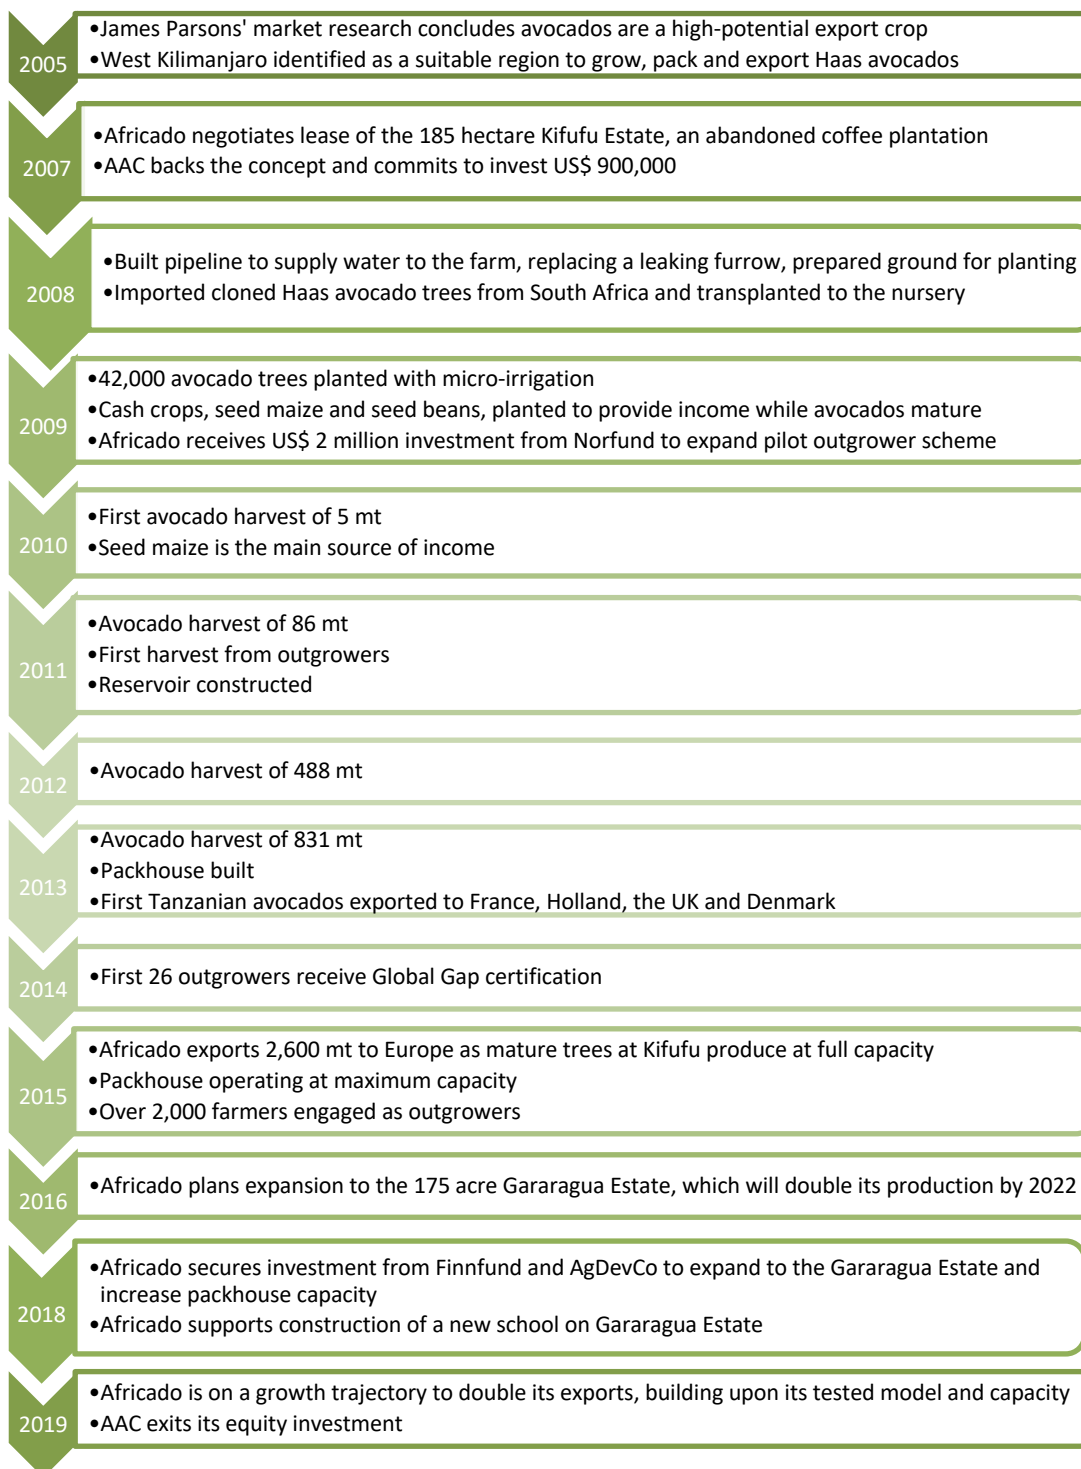 2005
•James Parsons' market research concludes avocados are a high-potential export crop
•West Kilimanjaro identified as a suitable region to grow, pack and export Haas avocados
2007
•Africado negotiates lease of the 185 hectare Kifufu Estate, an abandoned coffee plantation
•AAC backs the concept and commits to invest US$ 900,000
2008
•Built pipeline to supply water to the farm, replacing a leaking furrow, prepared ground for planting
•Imported cloned Haas avocado trees from South Africa and transplanted to the nursery
2009
•42,000 avocado trees planted with micro-irrigation
•Cash crops, seed maize and seed beans, planted to provide income while avocados mature
•Africado receives US$ 2 million investment from Norfund to expand pilot outgrower scheme
2010
•First avocado harvest of 5 mt
•Seed maize is the main source of income
2011
•Avocado harvest of 86 mt
•First harvest from outgrowers
•Reservoir constructed
2012
•Avocado harvest of 488 mt
2013
•Avocado harvest of 831 mt
•Packhouse built
•First Tanzanian avocados exported to France, Holland, the UK and Denmark
2014
•First 26 outgrowers receive Global Gap certification
2015
•Africado exports 2,600 mt to Europe as mature trees at Kifufu produce at full capacity
•Packhouse operating at maximum capacity
•Over 2,000 farmers engaged as outgrowers
2016
•Africado plans expansion to the 175 acre Gararagua Estate, which will double its production by 2022
2018
•Africado secures investment from Finnfund and AgDevCo to expand to the Gararagua Estate and
increase packhouse capacity
•Africado supports construction of a new school on Gararagua Estate
2019
•Africado is on a growth trajectory to double its exports, building upon its tested model and capacity
•AAC exits its equity investment